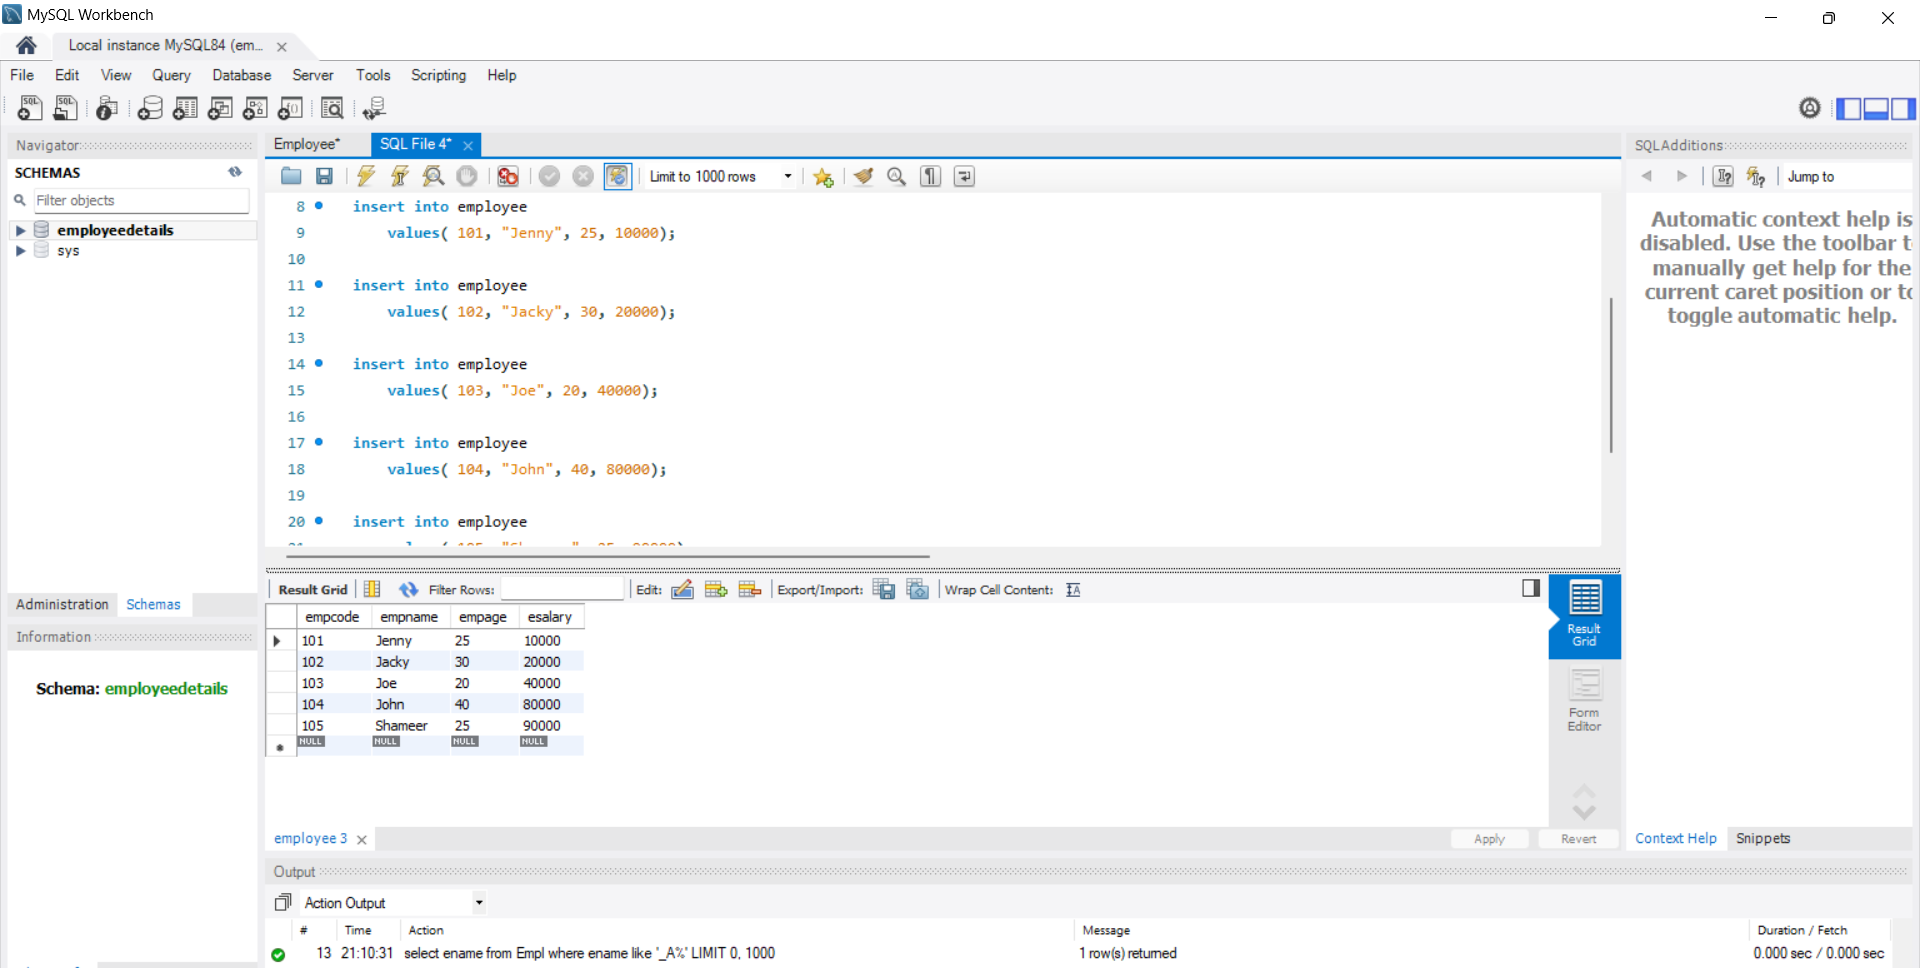 MySQL Workbench
Local instance MySQL84 (em...
File Edit View Query Database Server Tools Scripting Help
Navigator
SCHEMAS
Filter objects
employeedetails
sys
Administration Schemas
Information
Schema: employeedetails
Employee* SQL File 4*
Limit to 1000 rows
8 insert into employee
9 values( 101, "Jenny", 25, 10000);
10
11 insert into employee
12 values( 102, "Jacky", 30, 20000);
13
14 insert into employee
15 values( 103, "Joe", 20, 40000);
16
17 insert into employee
18 values( 104, "John", 40, 80000);
19
20 insert into employee
Result Grid Filter Rows: Edit: Export/Import: Wrap Cell Content:
empcode empname empage esalary
101 Jenny 25 10000
102 Jacky 30 20000
103 Joe 20 40000
104 John 40 80000
105 Shameer 25 90000
NULL NULL NULL NULL
Result
Grid
Form
Editor
employee 3 Apply Revert
SQLAdditions
Jump to
Automatic context help is
disabled. Use the toolbar
manually get help for the
current caret position or
toggle automatic help.
Context Help Snippets
Output
Action Output
# Time Action Message Duration / Fetch
13 21:10:31 select ename from Empl where ename like '_A%' LIMIT 0, 1000 1 row(s) returned 0.000 sec / 0.000 sec